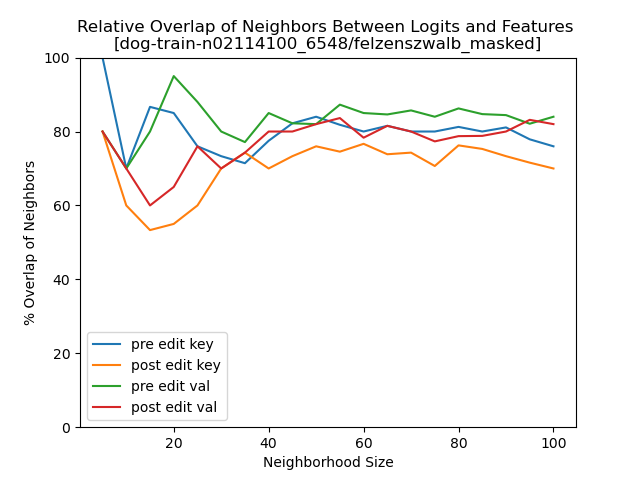 Relative Overlap of Neighbors Between Logits and Features
[dog-train-n02114100_6548/felzenszwalb_masked]
100
80
60
40
20
0
% Overlap of Neighbors
pre edit key
post edit key
pre edit val
post edit val
20 40 60 80 100
Neighborhood Size